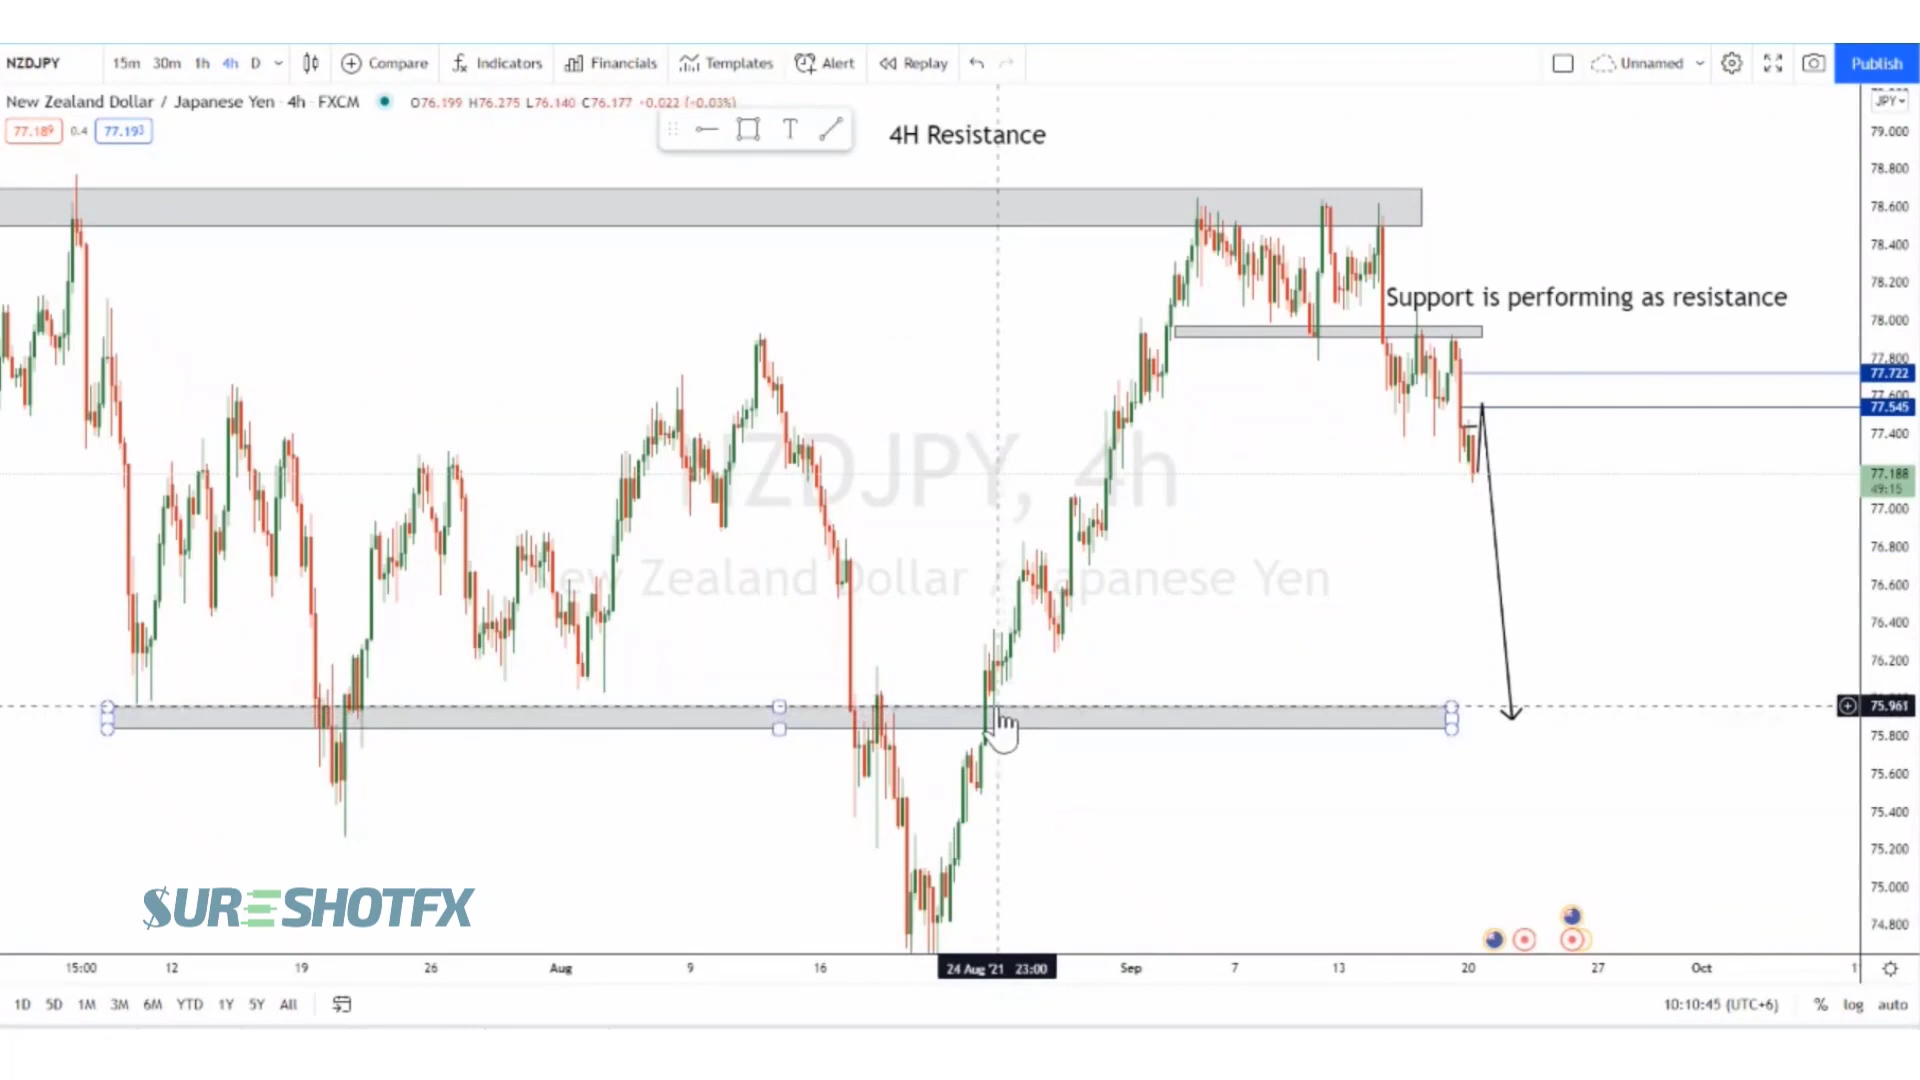 NZDJPY 15m 30m 1h 4h D Compare Indicators Financials Templates Alert Replay Unnamed Publish
New Zealand Dollar / Japanese Yen · 4h · FXCM O76.199 H76.275 L76.140 C76.177 -0.022 (-0.03%)
JPY
77.189 0.4 77.193
T
4H Resistance
79.000
78.800
78.600
78.400
78.200
Support is performing as resistance
78.000
77.800
77.722
77.600
77.545
77.400
77.188
49:15
NZDJPY, 4h
77.000
76.800
New Zealand Dollar / Japanese Yen
76.600
76.400
76.200
75.961
75.800
75.600
75.400
75.200
75.000
$URESHOTFX
74.800
15:00 12 19 26 Aug 9 16 24 Aug '21 23:00 Sep 7 13 20 27 Oct 1
1D 5D 1M 3M 6M YTD 1Y 5Y All 10:10:45 (UTC+6) % log auto